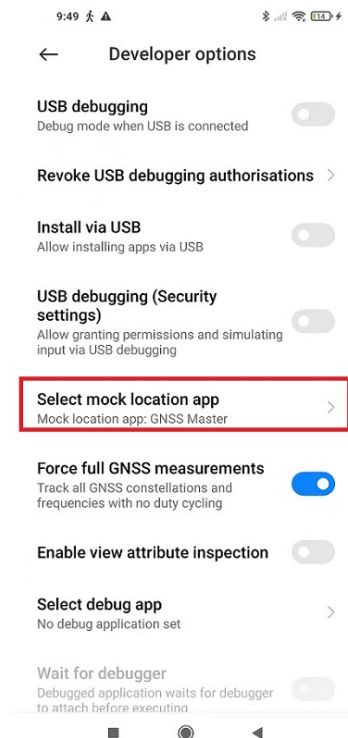 9:49
14
Developer options
USB debugging
Debug mode when USB is connected
Revoke USB debugging authorisations
Install via USB
Allow installing apps via USB
USB debugging (Security
settings)
Allow granting permissions and simulating
input via USB debugging
Select mock location app
Mock location app: GNSS Master
Force full GNSS measurements
Track all GNSS constellations and
frequencies with no duty cycling
Enable view attribute inspection
Select debug app
No debug application set
Wait for debugger
Debugged application waits for debugger
to attach before executing